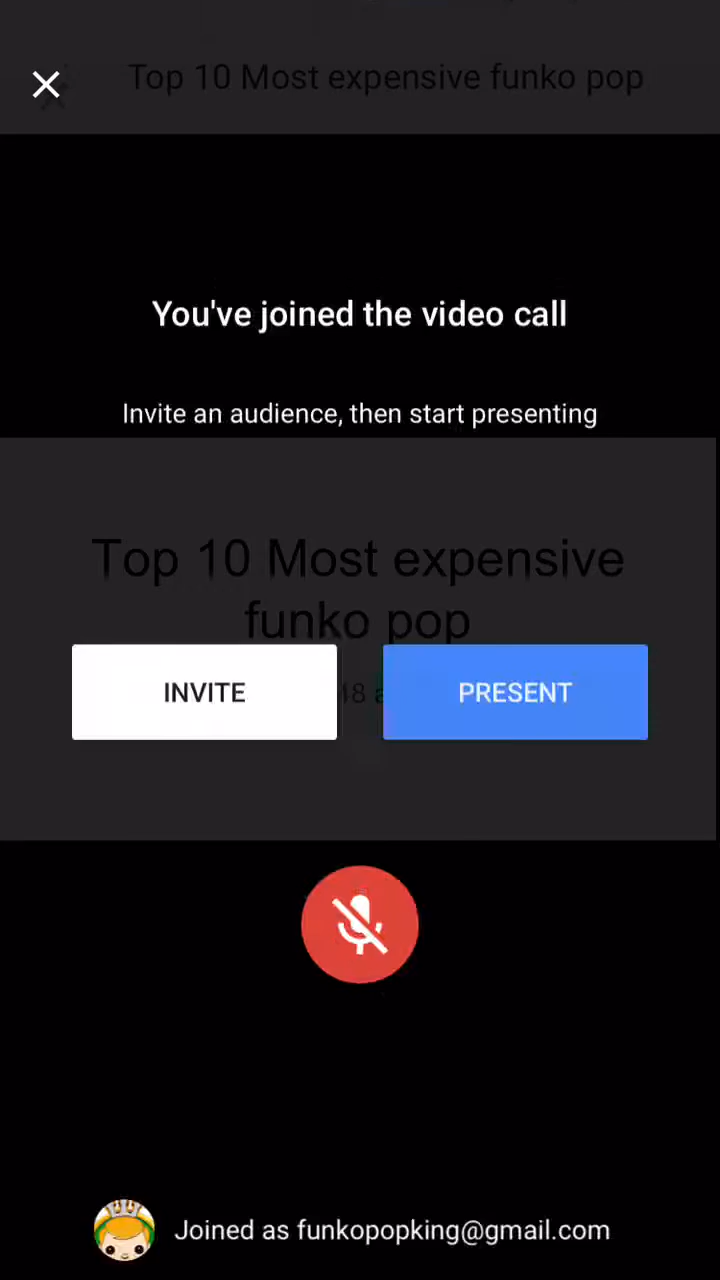 Top 10 Most expensive funko pop
You've joined the video call
Invite an audience, then start presenting
Top 10 Most expensive
funko pop
INVITE
PRESENT
Joined as funkopopking@gmail.com